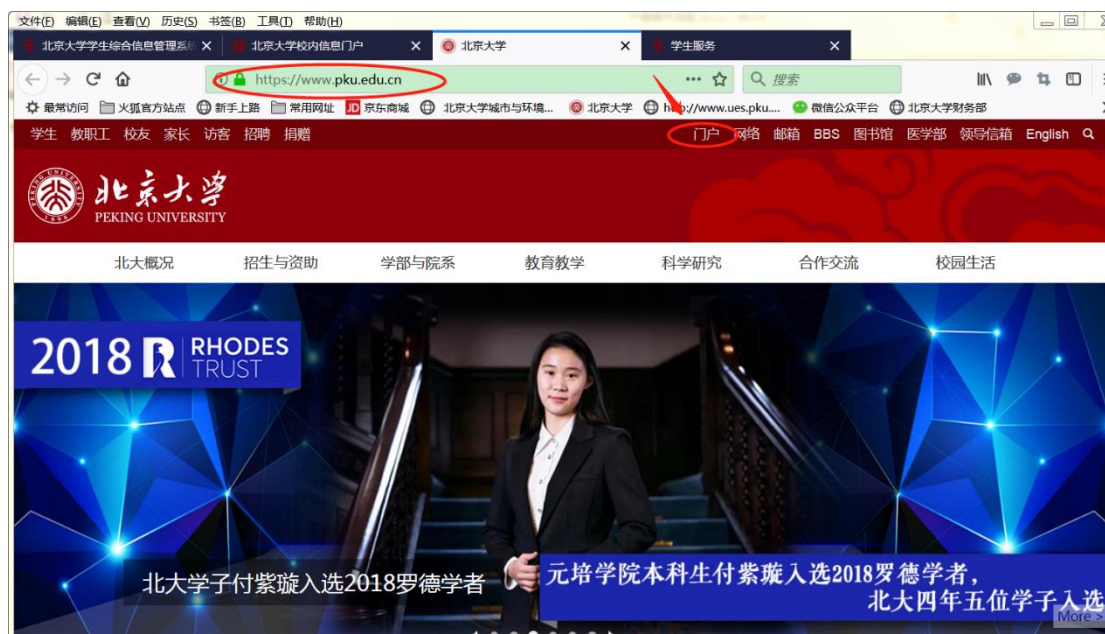 文件(F) 编辑(E) 查看(V) 历史(S) 书签(B) 工具(T) 帮助(H)
北京大学学生综合信息管理系统 北京大学校内信息门户 北京大学 学生服务
https://www.pku.edu.cn 搜索
最常访问 火狐官方站点 新手上路 常用网址 JD 京东商城 北京大学城市与环境... 北京大学 http://www.ues.pku.... 微信公众平台 北京大学财务部
学生 教职工 校友 家长 访客 招聘 捐赠 门户 网络 邮箱 BBS 图书馆 医学部 领导信箱 English
北京大学
PEKING UNIVERSITY
北大概况 招生与资助 学部与院系 教育教学 科学研究 合作交流 校园生活
2018 R RHODES
TRUST
北大学子付紫璇入选2018罗德学者
元培学院本科生付紫璇入选2018罗德学者，
北大四年五位学子入选
More >